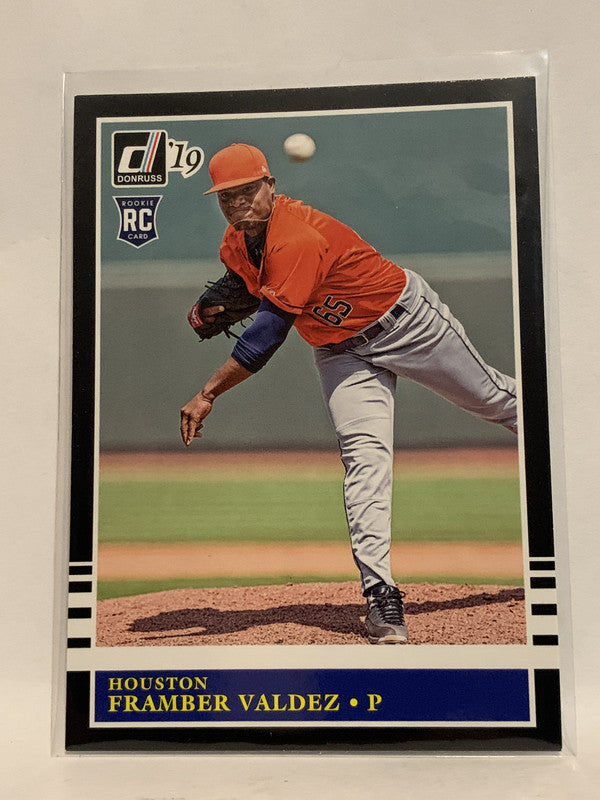 d '19
DONRUSS
ROOKIE
RC
CARD
65
HOUSTON
FRAMBER VALDEZ • P